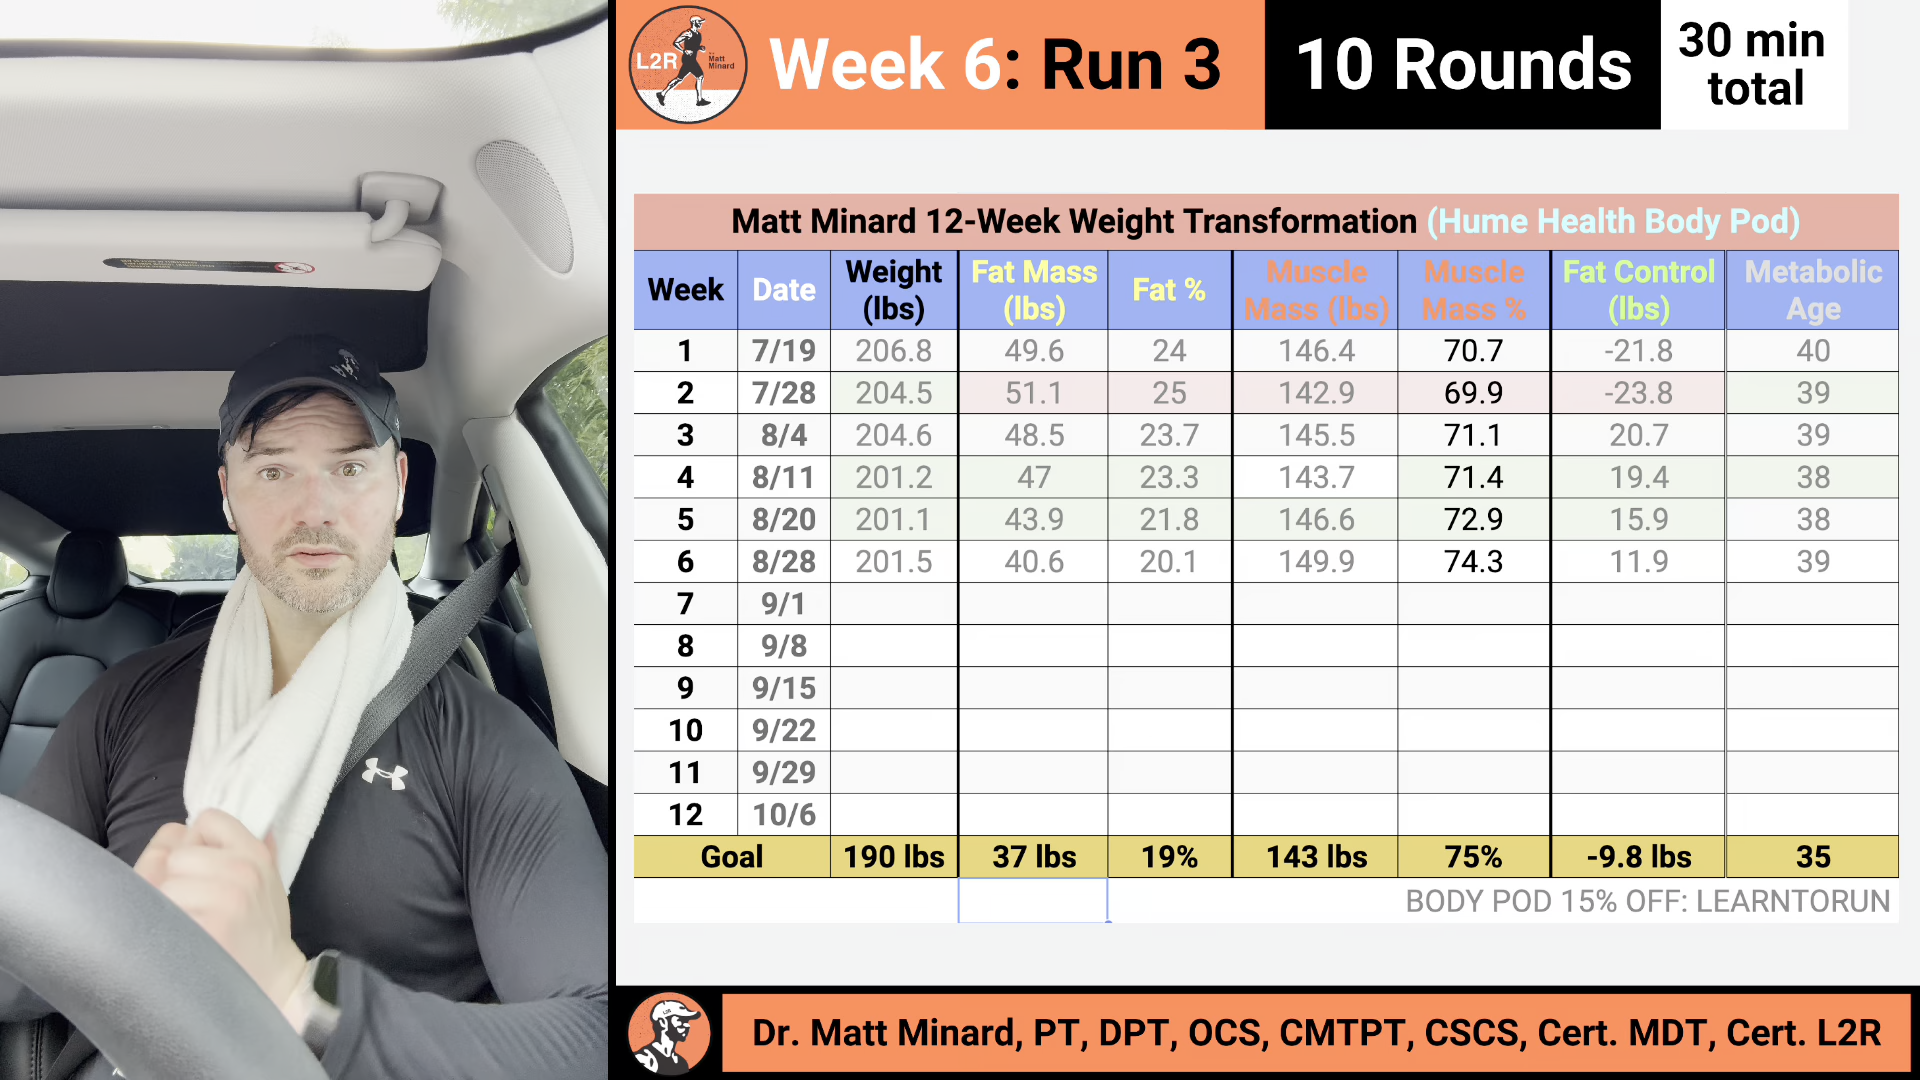 L2R
Matt
Minard
Week 6: Run 3
10 Rounds
30 min
total
Matt Minard 12-Week Weight Transformation (Hume Health Body Pod)
Week Date Weight (lbs) Fat Mass (lbs) Fat % Muscle Mass (lbs) Muscle Mass % Fat Control (lbs) Metabolic Age
1 7/19 206.8 49.6 24 146.4 70.7 -21.8 40
2 7/28 204.5 51.1 25 142.9 69.9 -23.8 39
3 8/4 204.6 48.5 23.7 145.5 71.1 20.7 39
4 8/11 201.2 47 23.3 143.7 71.4 19.4 38
5 8/20 201.1 43.9 21.8 146.6 72.9 15.9 38
6 8/28 201.5 40.6 20.1 149.9 74.3 11.9 39
7 9/1
8 9/8
9 9/15
10 9/22
11 9/29
12 10/6
Goal 190 lbs 37 lbs 19% 143 lbs 75% -9.8 lbs 35
BODY POD 15% OFF: LEARNTORUN
Dr. Matt Minard, PT, DPT, OCS, CMTPT, CSCS, Cert. MDT, Cert. L2R